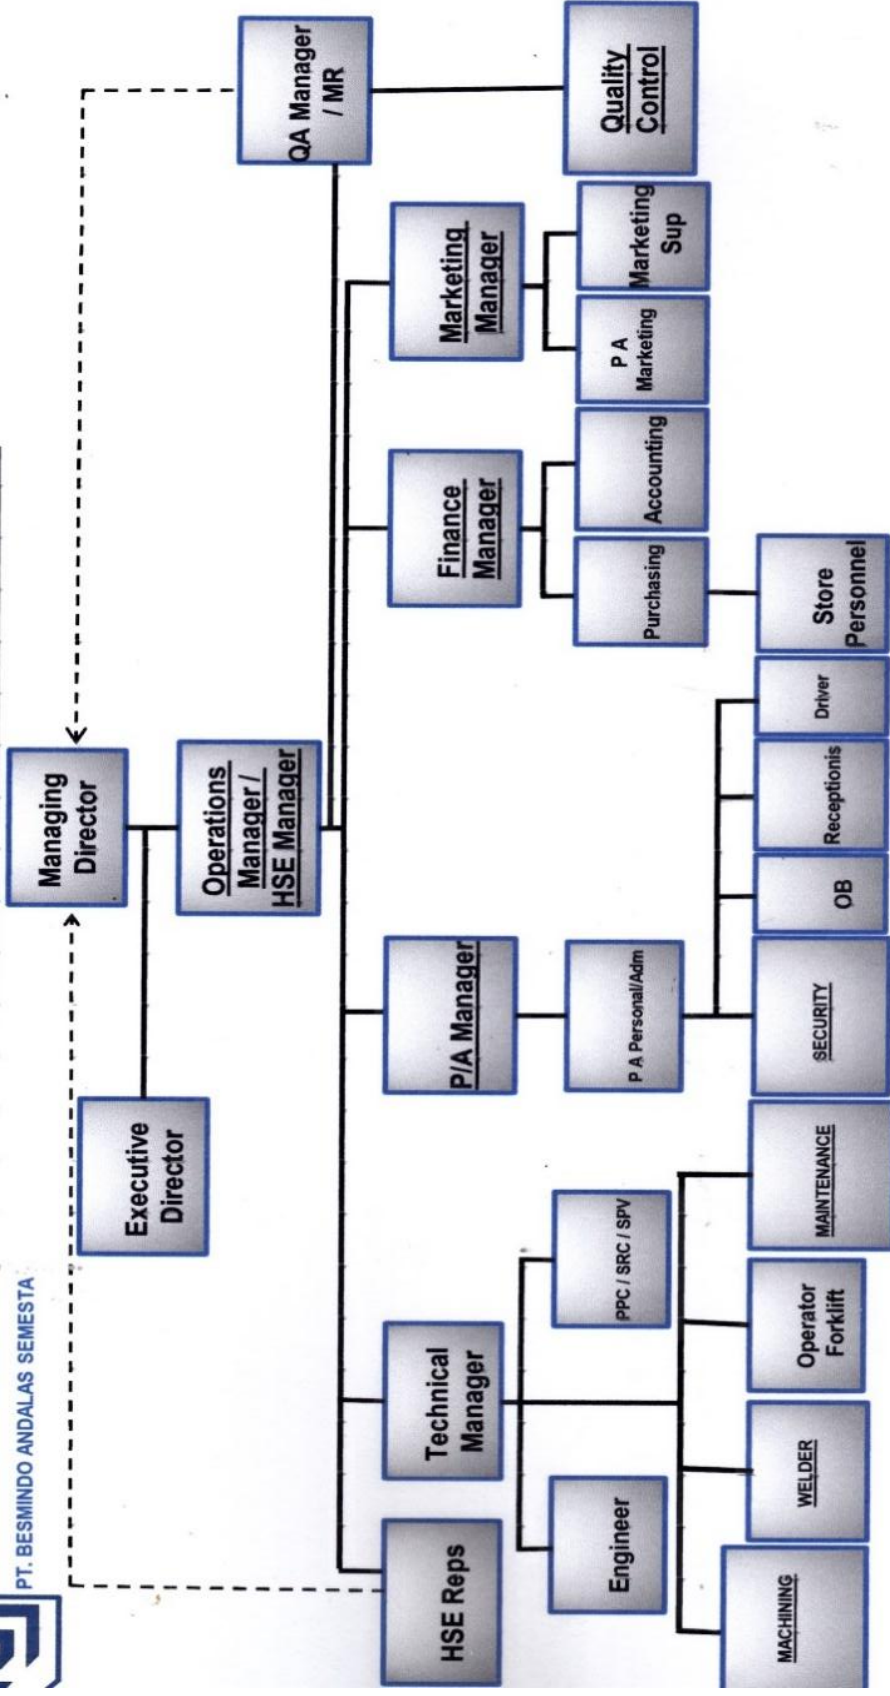 PT. BESMINDO ANDALAS SEMESTA
Managing
Director
Executive
Director
Operations
Manager /
HSE Manager
QA Manager
/ MR
HSE Reps
Technical
Manager
P/A Manager
Finance
Manager
Marketing
Manager
Quality
Control
Engineer
PPC / SRC / SPV
P A Personal/Adm
Purchasing
Accounting
P A
Marketing
Marketing
Sup
MACHINING
WELDER
Operator
Forklift
MAINTENANCE
SECURITY
OB
Receptionis
Driver
Store
Personnel